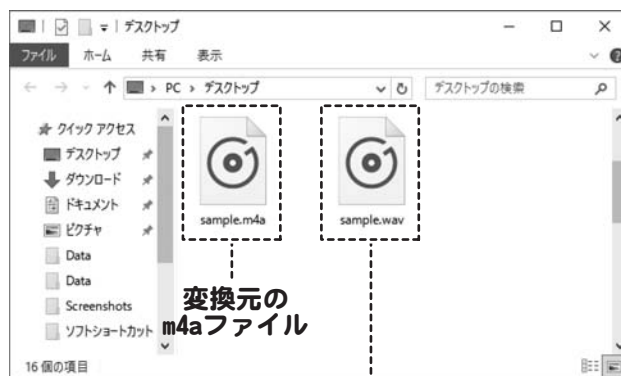 デスクトップ
ファイル ホーム 共有 表示
PC › デスクトップ
デスクトップの検索
クイック アクセス
デスクトップ
ダウンロード
ドキュメント
ピクチャ
Data
Data
Screenshots
ソフトショートカット
sample.m4a
sample.wav
変換元の
m4aファイル
16 個の項目